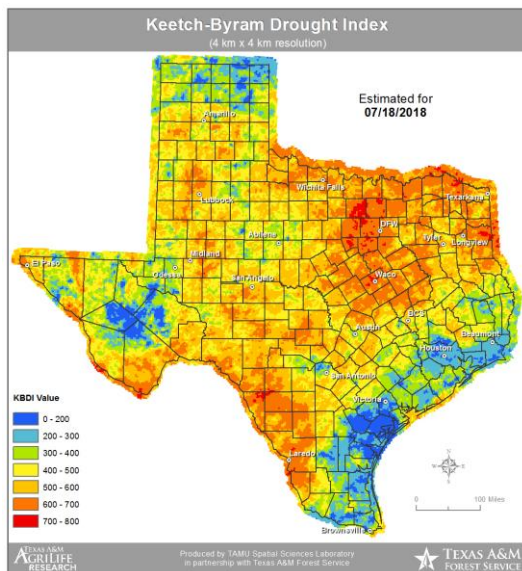 Keetch-Byram Drought Index
(4 km x 4 km resolution)
Estimated for
07/18/2018
Amarillo
Wichita Falls
Texarkana
Lubbock
DFW
Abilene
Tyler
Longview
El Paso
Midland
Odessa
Waco
San Angelo
BCS
Austin
Beaumont
Houston
San Antonio
Victoria
KBDI Value
0 - 200
200 - 300
300 - 400
400 - 500
500 - 600
600 - 700
700 - 800
Laredo
Brownsville
N
W E
S
0 100 Miles
TEXAS A&M
AGRILIFE
RESEARCH
Produced by TAMU Spatial Sciences Laboratory
in partnership with Texas A&M Forest Service
TEXAS A&M
FOREST SERVICE